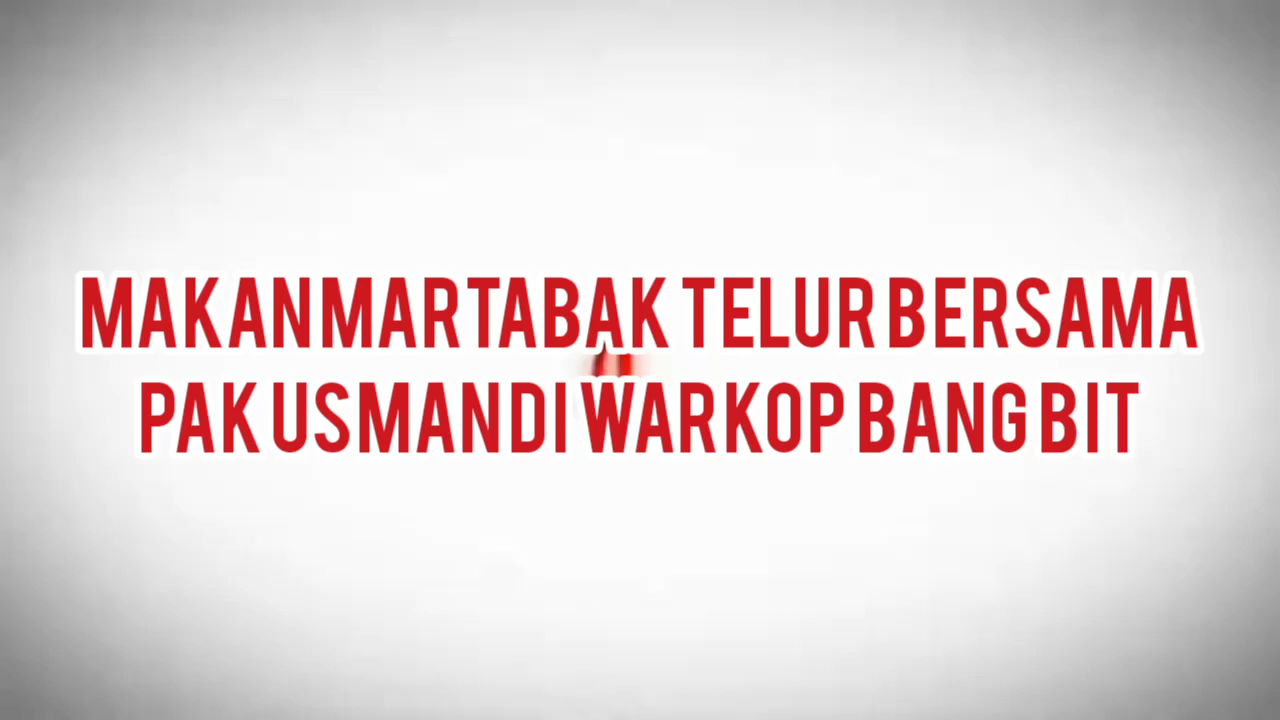 MAKAN MARTABAK TELUR BERSAMA
PAK USMAN DI WARKOP BANG BIT